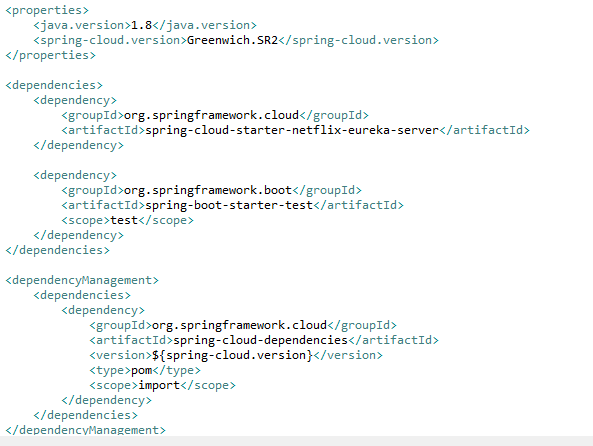 <properties>
    <java.version>1.8</java.version>
    <spring-cloud.version>Greenwich.SR2</spring-cloud.version>
</properties>

<dependencies>
    <dependency>
        <groupId>org.springframework.cloud</groupId>
        <artifactId>spring-cloud-starter-netflix-eureka-server</artifactId>
    </dependency>

    <dependency>
        <groupId>org.springframework.boot</groupId>
        <artifactId>spring-boot-starter-test</artifactId>
        <scope>test</scope>
    </dependency>
</dependencies>

<dependencyManagement>
    <dependencies>
        <dependency>
            <groupId>org.springframework.cloud</groupId>
            <artifactId>spring-cloud-dependencies</artifactId>
            <version>${spring-cloud.version}</version>
            <type>pom</type>
            <scope>import</scope>
        </dependency>
    </dependencies>
</dependencyManagement>